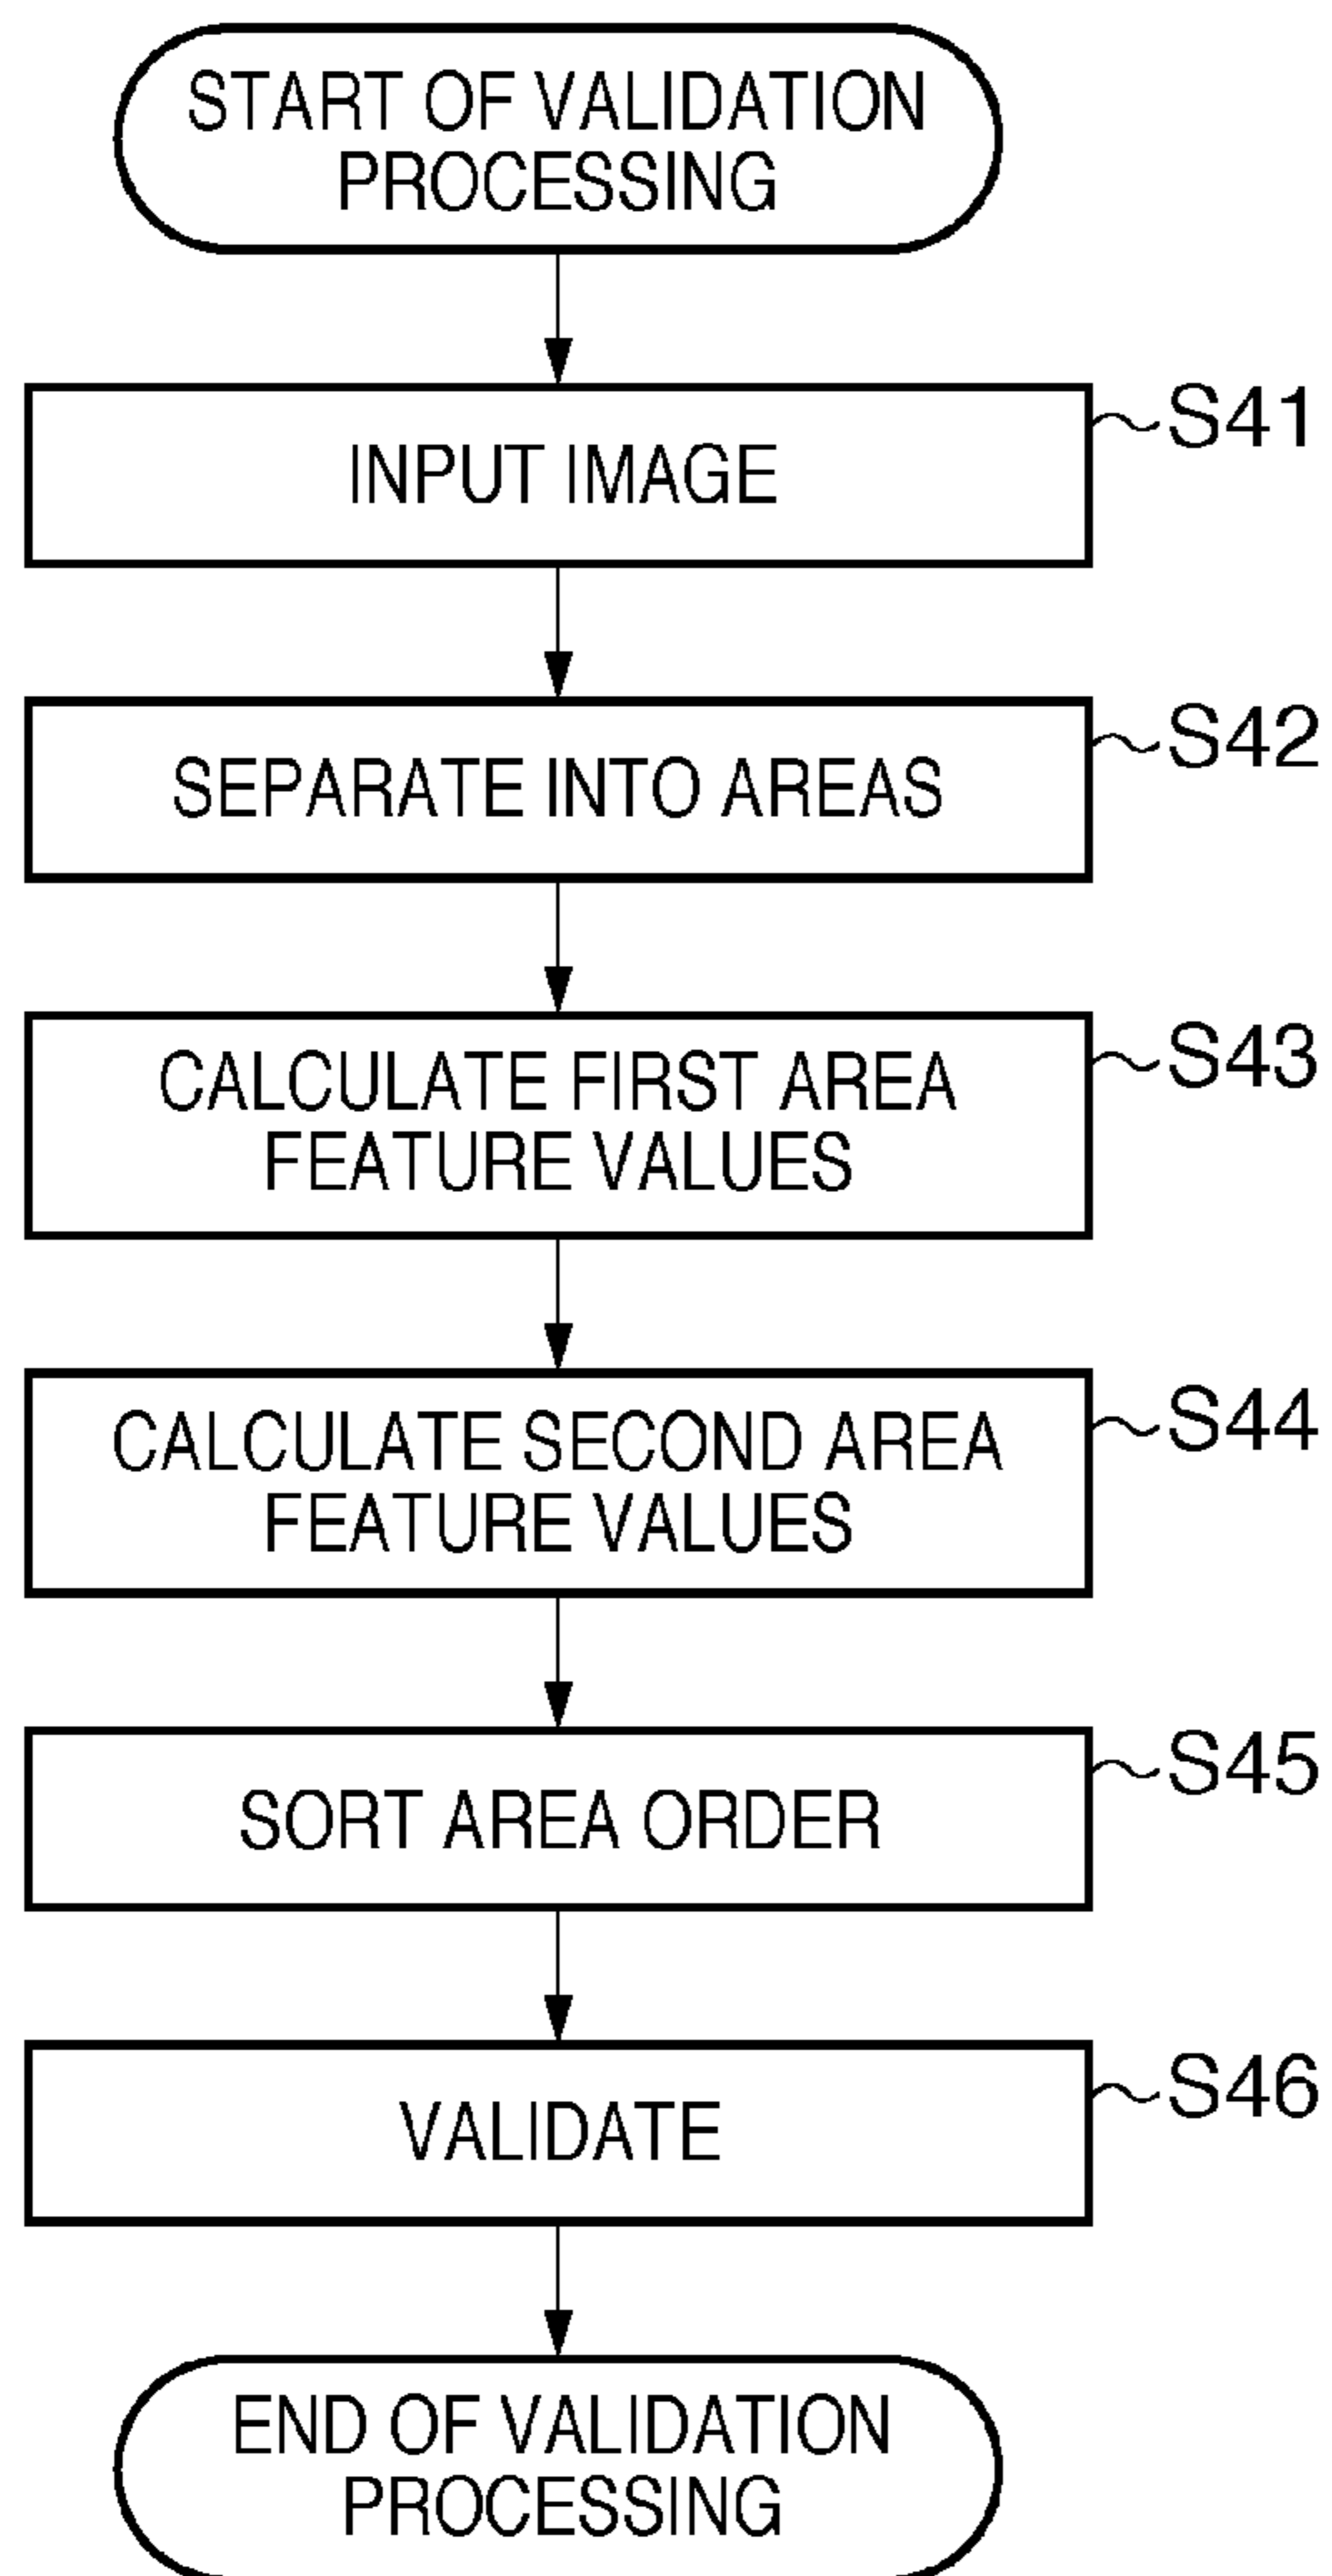 START OF VALIDATION
PROCESSING
INPUT IMAGE
S41
SEPARATE INTO AREAS
S42
CALCULATE FIRST AREA
FEATURE VALUES
S43
CALCULATE SECOND AREA
FEATURE VALUES
S44
SORT AREA ORDER
S45
VALIDATE
S46
END OF VALIDATION
PROCESSING